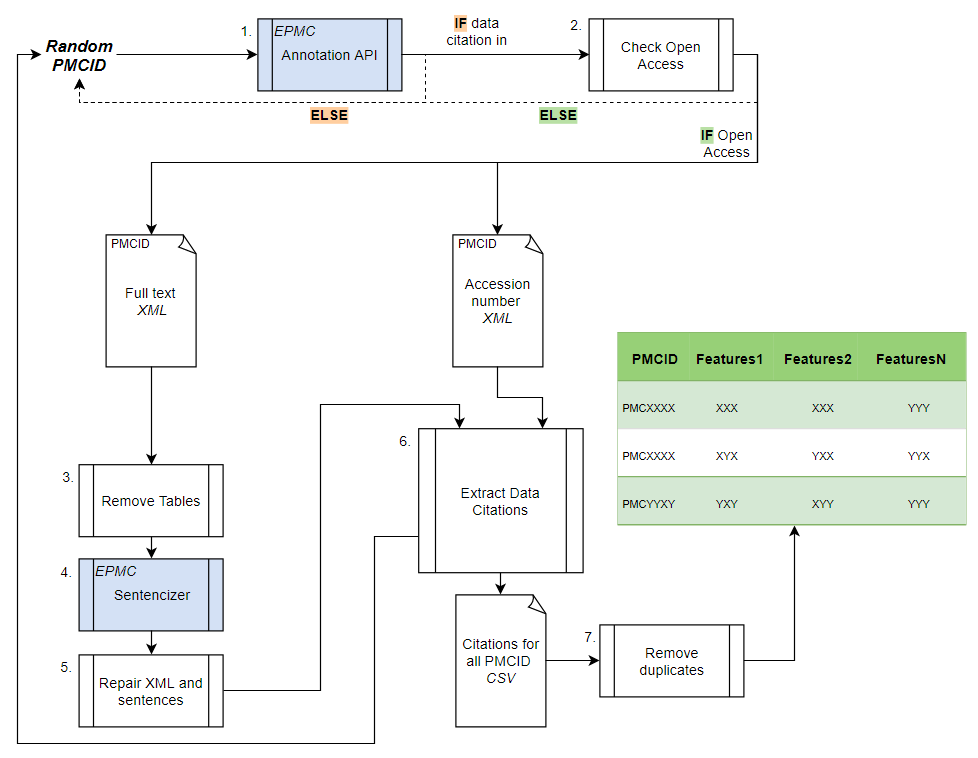 Random
PMCID
1.
EPMC
Annotation API
IF data
citation in
2.
Check Open
Access
ELSE
ELSE
IF Open
Access
PMCID
Full text
XML
PMCID
Accession
number
XML
PMCID Features1 Features2 FeaturesN
PMCXXXX XXX XXX YYY
PMCXXXX XYX YXX YYX
PMCYYXY YXY XYY YYY
3.
Remove Tables
4.
EPMC
Sentencizer
5.
Repair XML and
sentences
6.
Extract Data
Citations
Citations for
all PMCID
CSV
7.
Remove
duplicates